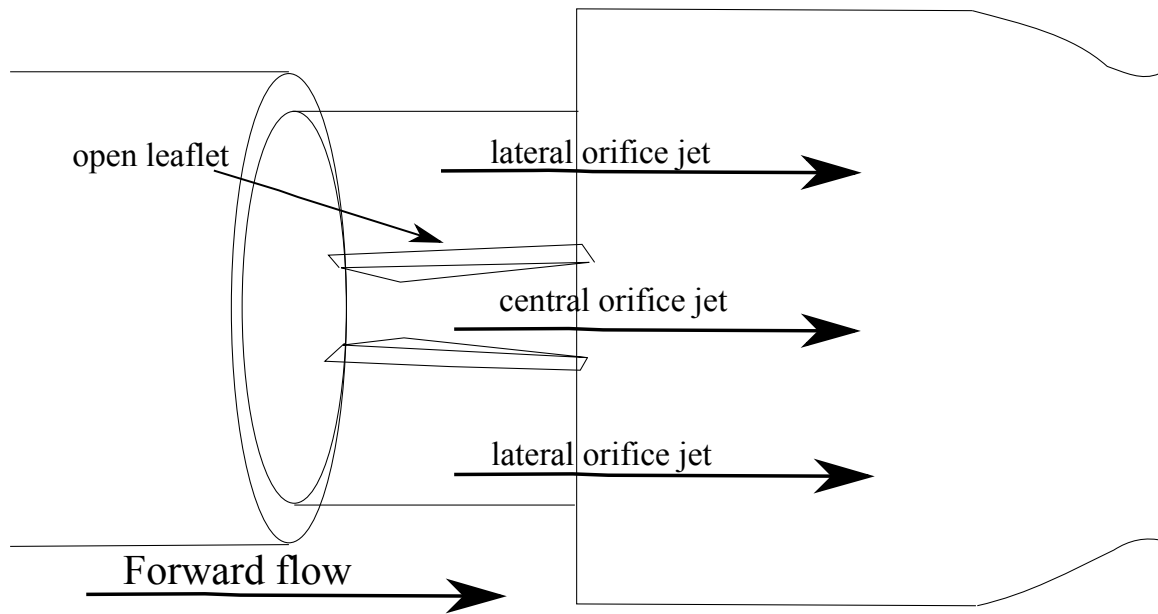 lateral orifice jet
open leaflet
central orifice jet
lateral orifice jet
Forward flow